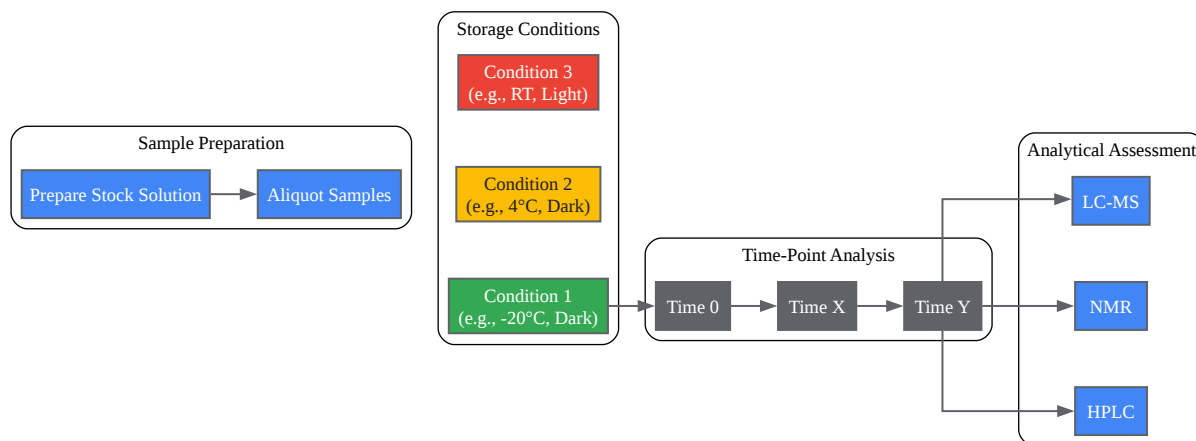 Storage Conditions
Condition 3
(e.g., RT, Light)
Sample Preparation
Prepare Stock Solution
Aliquot Samples
Condition 2
(e.g., 4°C, Dark)
Condition 1
(e.g., -20°C, Dark)
Time-Point Analysis
Time 0
Time X
Time Y
Analytical Assessment
LC-MS
NMR
HPLC